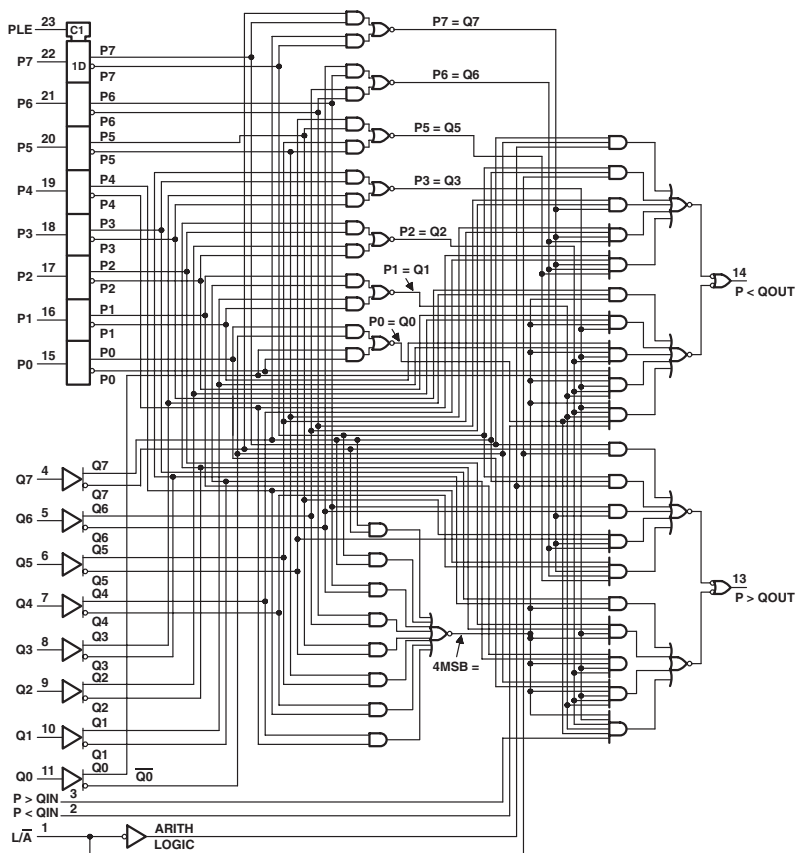 PLE 23 C1
P7 22 1D P7
P7
P7 = Q7
P6 21 P6
P6
P6 = Q6
P5 20 P5
P5
P5 = Q5
P4 19 P4
P4
P3 = Q3
P3 18 P3
P3
P2 17 P2
P2
P2 = Q2
P1 16 P1
P1
P1 = Q1
P0 15 P0
P0
P0 = Q0
14
P < QOUT
Q7 4 Q7
Q7
Q6 5 Q6
Q6
Q5 6 Q5
Q5
Q4 7 Q4
Q4
Q3 8 Q3
Q3
Q2 9 Q2
Q2
Q1 10 Q1
Q1
Q0 11 Q0
Q̅0̅
4MSB =
13
P > QOUT
P > QIN 3
P < QIN 2
L/A̅ 1
ARITH
LOGIC